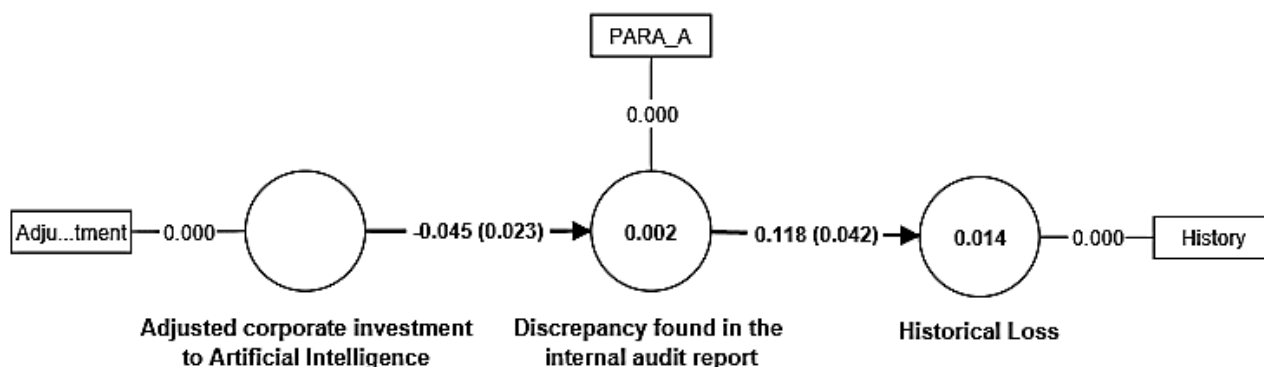 PARA_A
0.000
Adju...tment
0.000
-0.045 (0.023)
0.002
0.118 (0.042)
0.014
0.000
History
Adjusted corporate investment
to Artificial Intelligence
Discrepancy found in the
internal audit report
Historical Loss